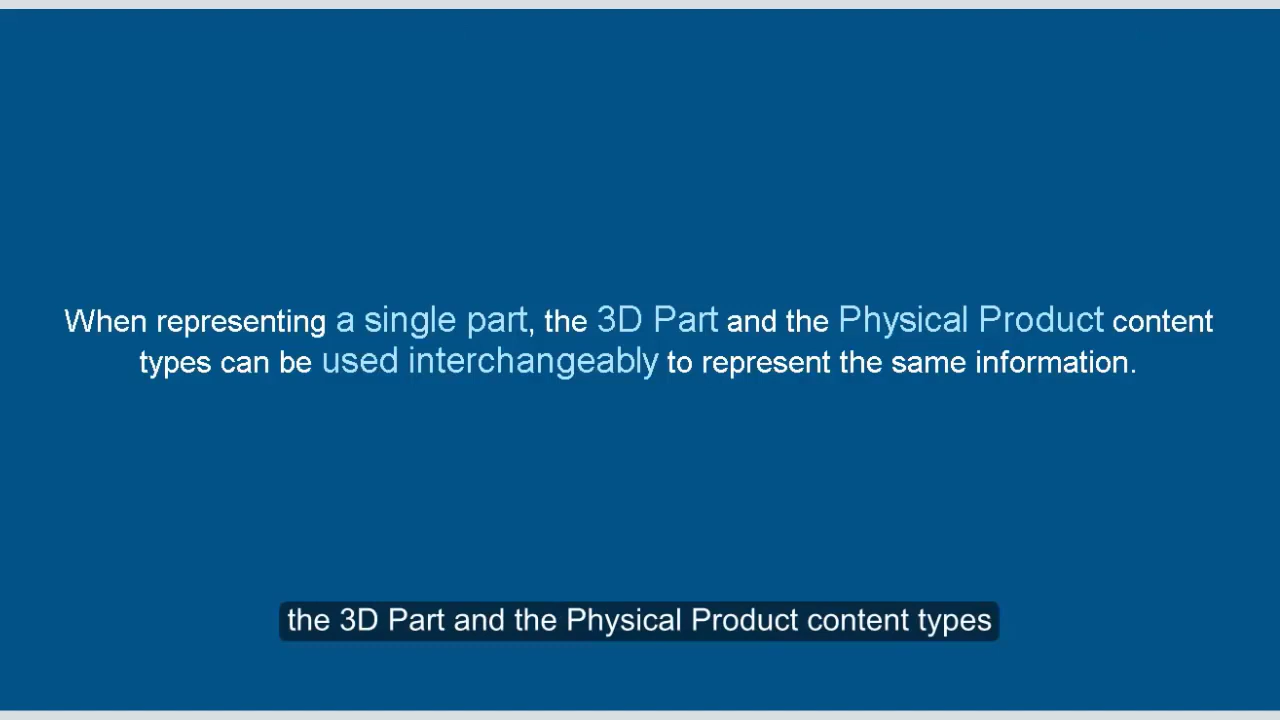 When representing a single part, the 3D Part and the Physical Product content
types can be used interchangeably to represent the same information.
the 3D Part and the Physical Product content types